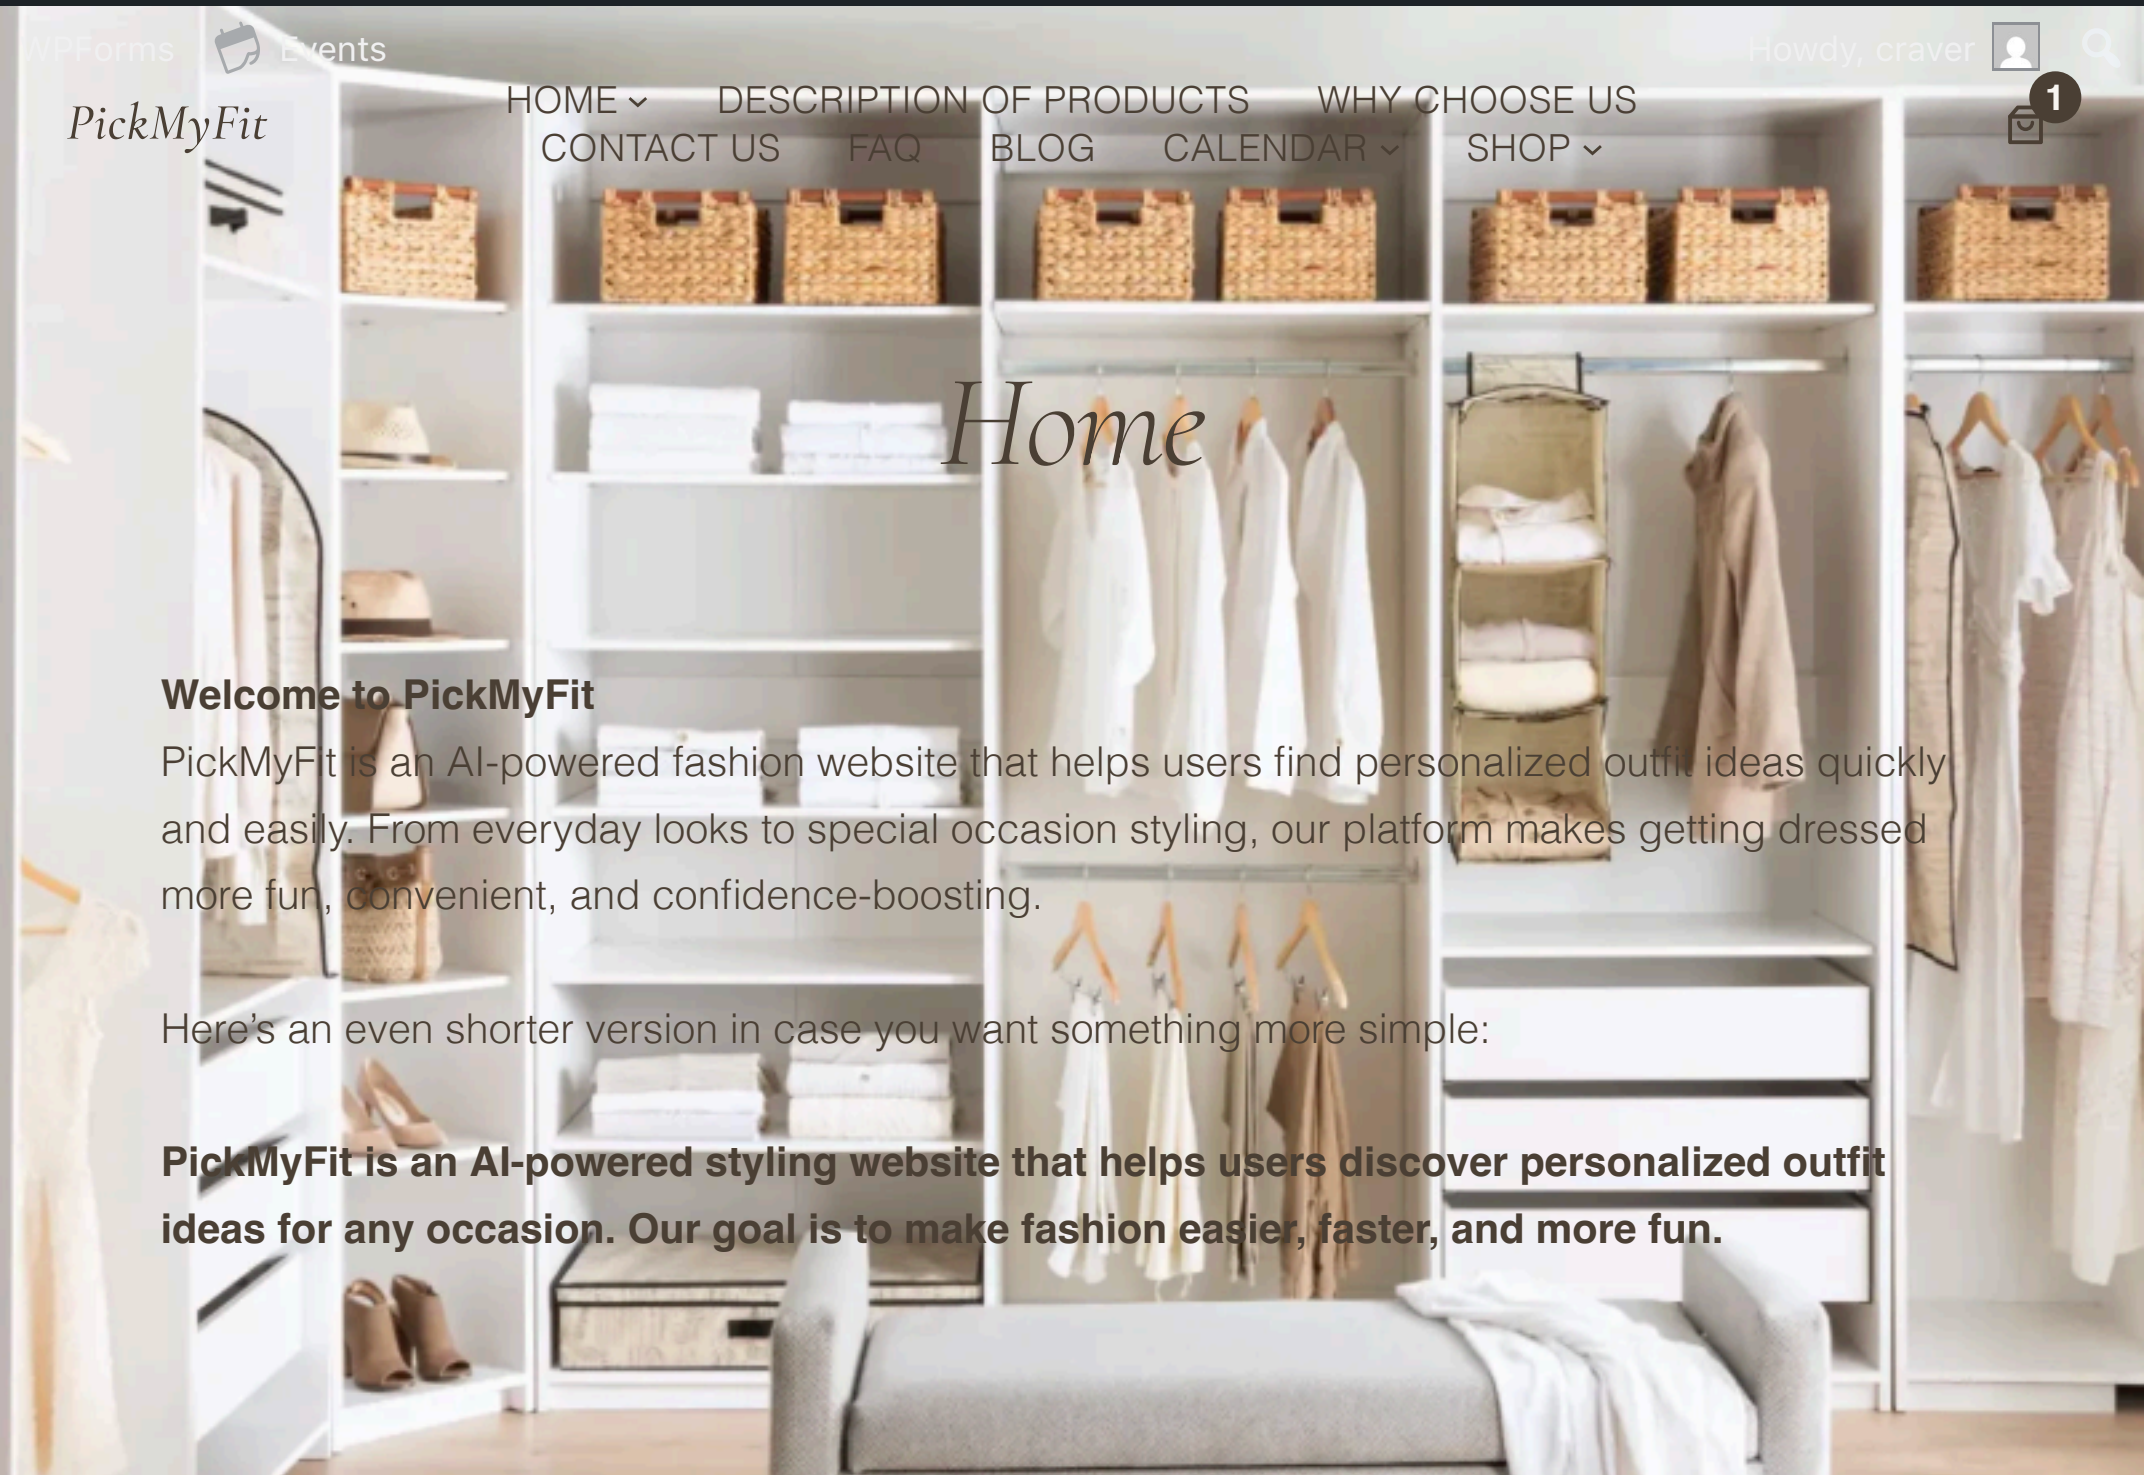 WPForms Events Howdy, craver
1
PickMyFit
HOME DESCRIPTION OF PRODUCTS WHY CHOOSE US
CONTACT US FAQ BLOG CALENDAR SHOP
Home
Welcome to PickMyFit
PickMyFit is an AI-powered fashion website that helps users find personalized outfit ideas quickly
and easily. From everyday looks to special occasion styling, our platform makes getting dressed
more fun, convenient, and confidence-boosting.
Here’s an even shorter version in case you want something more simple:
PickMyFit is an AI-powered styling website that helps users discover personalized outfit
ideas for any occasion. Our goal is to make fashion easier, faster, and more fun.